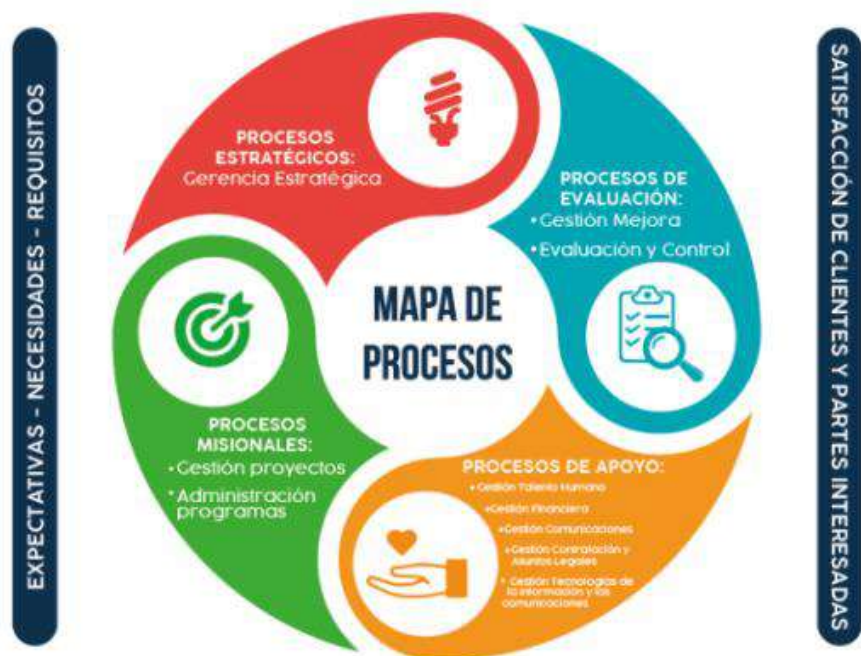 EXPECTATIVAS - NECESIDADES - REQUISITOS
PROCESOS
ESTRATÉGICOS:
Gerencia Estratégica
PROCESOS DE
EVALUACIÓN:
• Gestión Mejora
• Evaluación y Control
MAPA DE
PROCESOS
PROCESOS
MISIONALES:
• Gestión proyectos
• Administración
programas
PROCESOS DE APOYO:
• Gestión Talento Humano
• Gestión Financiera
• Gestión Comunicaciones
• Gestión Contratación y
Asuntos Legales
• Gestión Tecnologías de
la información y las
comunicaciones
SATISFACCIÓN DE CLIENTES Y PARTES INTERESADAS